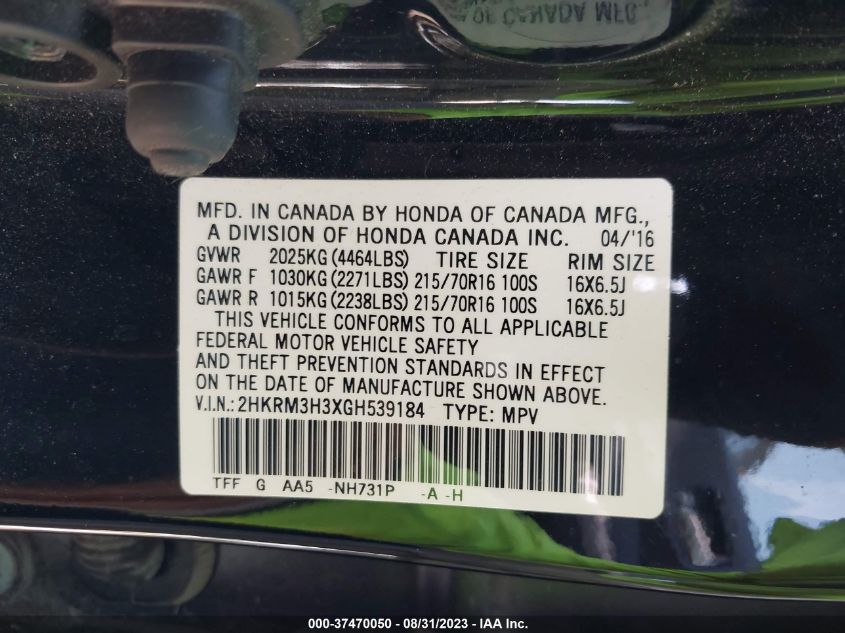 MFD. IN CANADA BY HONDA OF CANADA MFG.,
A DIVISION OF HONDA CANADA INC. 04/'16
GVWR 2025KG (4464LBS) TIRE SIZE RIM SIZE
GAWR F 1030KG (2271LBS) 215/70R16 100S 16X6.5J
GAWR R 1015KG (2238LBS) 215/70R16 100S 16X6.5J
THIS VEHICLE CONFORMS TO ALL APPLICABLE
FEDERAL MOTOR VEHICLE SAFETY
AND THEFT PREVENTION STANDARDS IN EFFECT
ON THE DATE OF MANUFACTURE SHOWN ABOVE.
V.I.N.: 2HKRM3H3XGH539184 TYPE: MPV
TFF G AA5 -NH731P -A -H
000-37470050 - 08/31/2023 - IAA Inc.